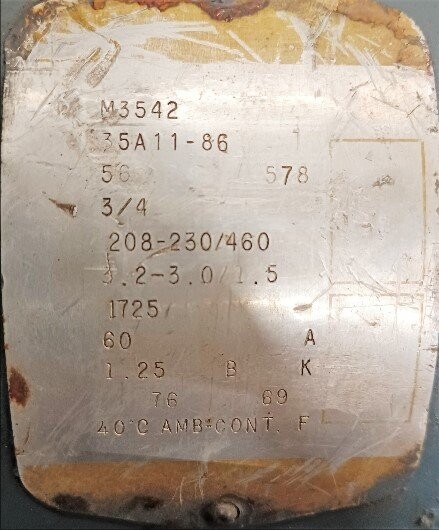 M3542
35A11-86
56 578
3/4
208-230/460
3.2-3.0/1.5
1725
60 A
1.25 B K
76 69
40°C AMB-CONT. F